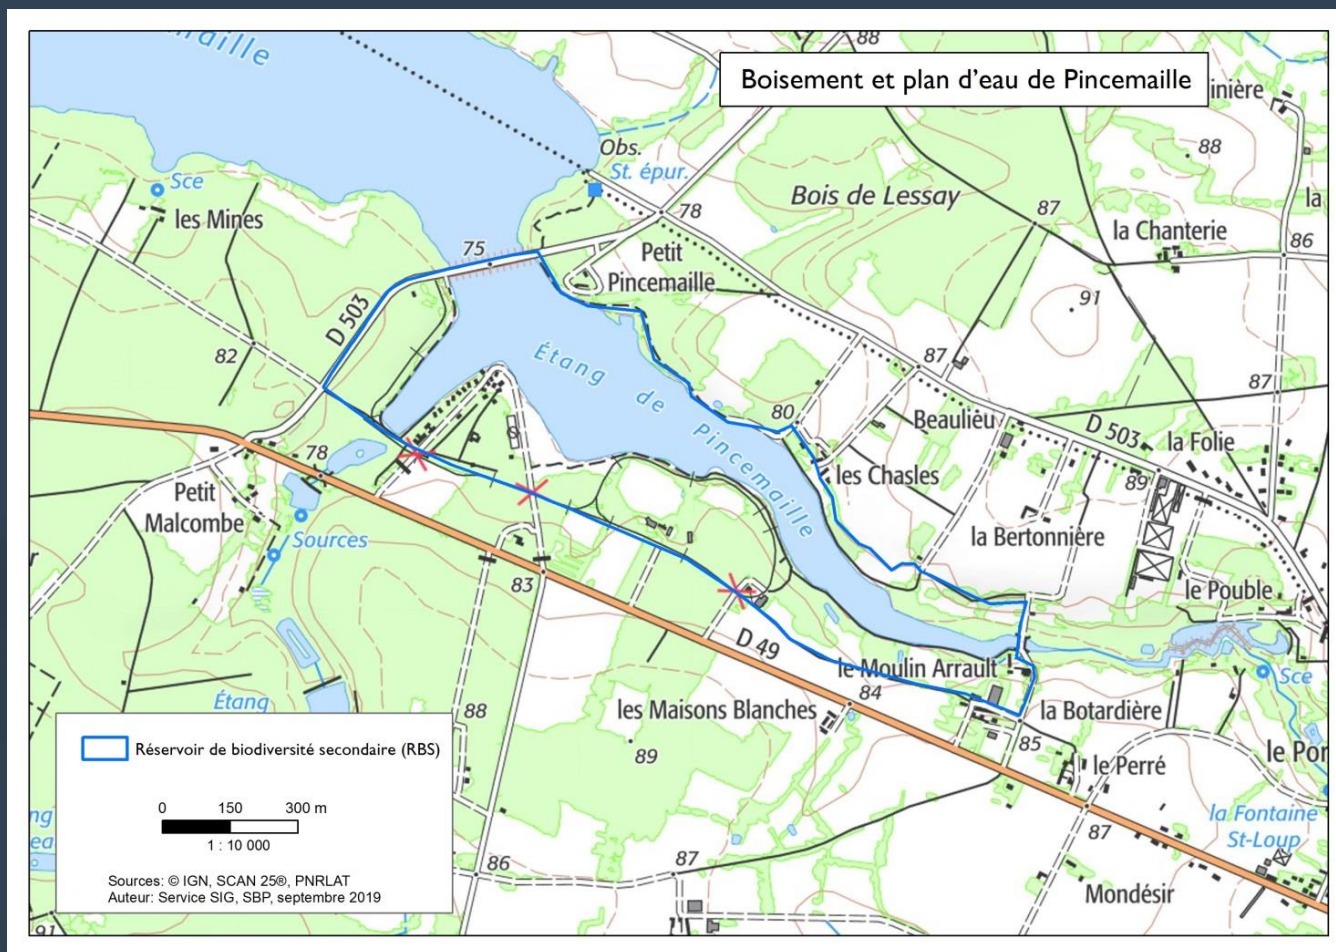 maille
88
Boisement et plan d'eau de Pincemaille
inière
Obs.
St. épur.
88
Sce
les Mines
Bois de Lessay
la
87
78
la Chanterie
86
75
Petit
Pincemaille
91
D 503
82
Étang de Pincemaille
87
87
80
Beaulieu
D 503
la Folie
78
les Chasles
89
Petit
Malcombe
Sources
la Bertonnière
83
le Pouble
D 49
le Moulin Arrault
Sce
Étang
84
88
les Maisons Blanches
la Botardière
85
89
le Perré
le Por
Réservoir de biodiversité secondaire (RBS)
0 150 300 m
1 : 10 000
la Fontaine
St-Loup
87
ng
ea
86
87
Sources: © IGN, SCAN 25®, PNRLAT
Auteur: Service SIG, SBP, septembre 2019
Mondésir
91